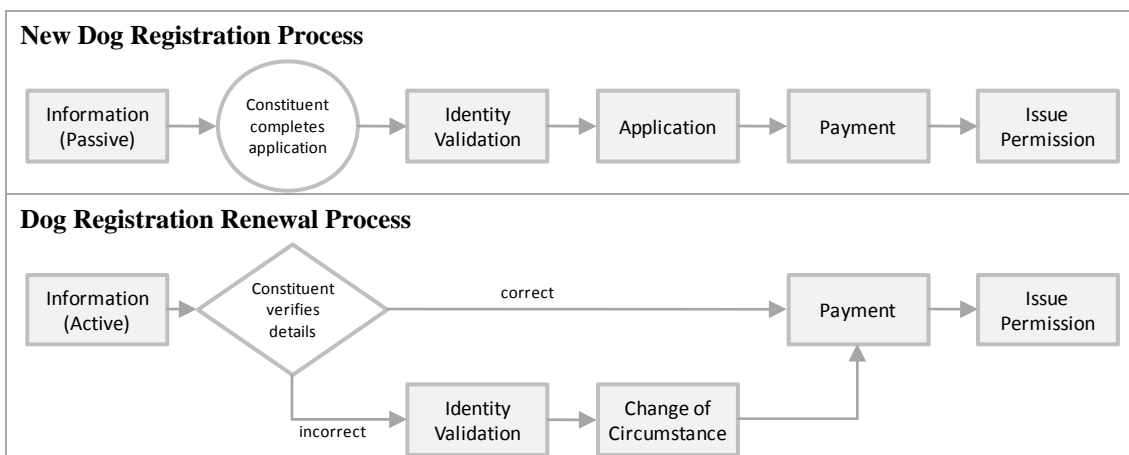 New Dog Registration Process
Information
(Passive)
Constituent
completes
application
Identity
Validation
Application
Payment
Issue
Permission
Dog Registration Renewal Process
Information
(Active)
Constituent
verifies
details
correct
Payment
Issue
Permission
incorrect
Identity
Validation
Change of
Circumstance